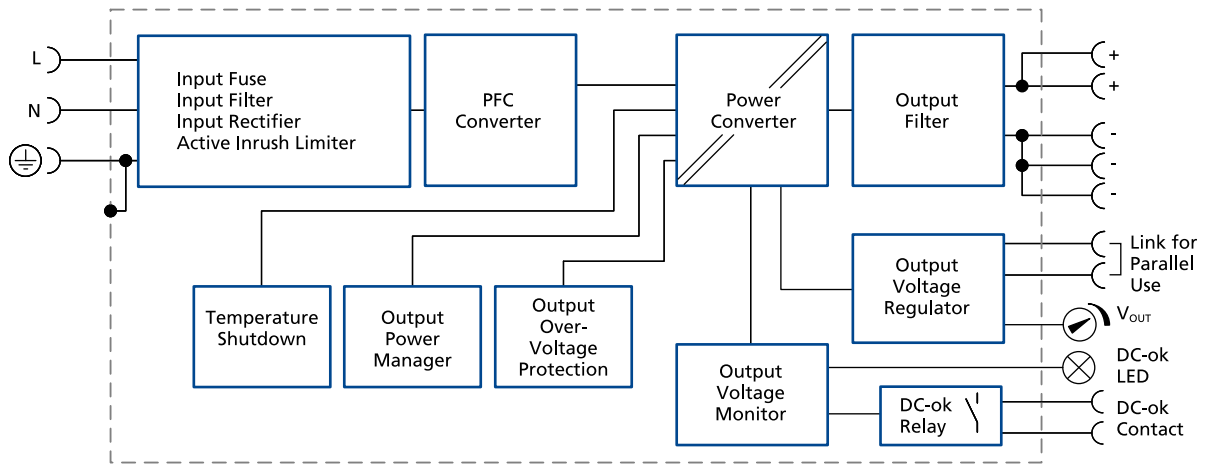 L
N
Input Fuse
Input Filter
Input Rectifier
Active Inrush Limiter
PFC
Converter
Power
Converter
Output
Filter
+
+
-
-
-
Temperature
Shutdown
Output
Power
Manager
Output
Over-
Voltage
Protection
Output
Voltage
Regulator
Link for
Parallel
Use
VOUT
Output
Voltage
Monitor
DC-ok
LED
DC-ok
Relay
DC-ok
Contact